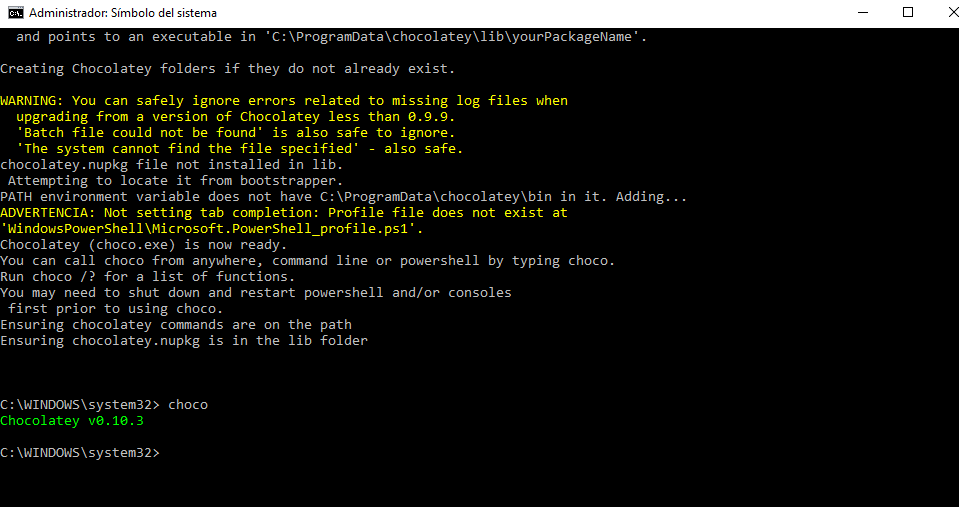 Administrador: Símbolo del sistema
and points to an executable in 'C:\ProgramData\chocolatey\lib\yourPackageName'.
Creating Chocolatey folders if they do not already exist.
WARNING: You can safely ignore errors related to missing log files when
upgrading from a version of Chocolatey less than 0.9.9.
'Batch file could not be found' is also safe to ignore.
'The system cannot find the file specified' - also safe.
chocolatey.nupkg file not installed in lib.
Attempting to locate it from bootstrapper.
PATH environment variable does not have C:\ProgramData\chocolatey\bin in it. Adding...
ADVERTENCIA: Not setting tab completion: Profile file does not exist at
'WindowsPowerShell\Microsoft.PowerShell_profile.ps1'.
Chocolatey (choco.exe) is now ready.
You can call choco from anywhere, command line or powershell by typing choco.
Run choco /? for a list of functions.
You may need to shut down and restart powershell and/or consoles
first prior to using choco.
Ensuring chocolatey commands are on the path
Ensuring chocolatey.nupkg is in the lib folder
C:\WINDOWS\system32> choco
Chocolatey v0.10.3
C:\WINDOWS\system32>